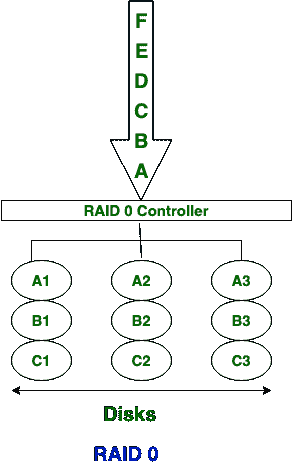 F
E
D
C
B
A
RAID 0 Controller
A1 A2 A3
B1 B2 B3
C1 C2 C3
Disks
RAID 0